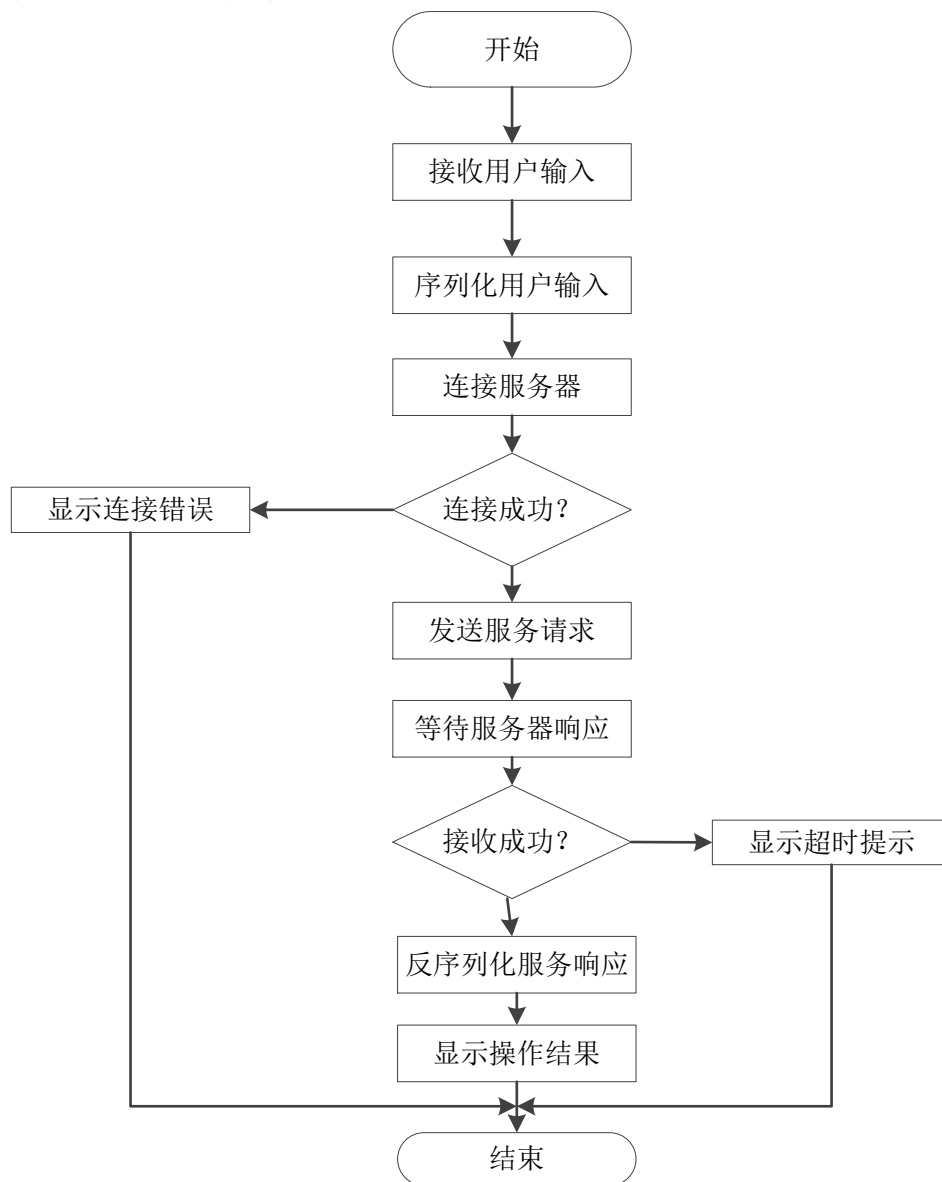 开始
接收用户输入
序列化用户输入
连接服务器
连接成功？
显示连接错误
发送服务请求
等待服务器响应
接收成功？
显示超时提示
反序列化服务响应
显示操作结果
结束